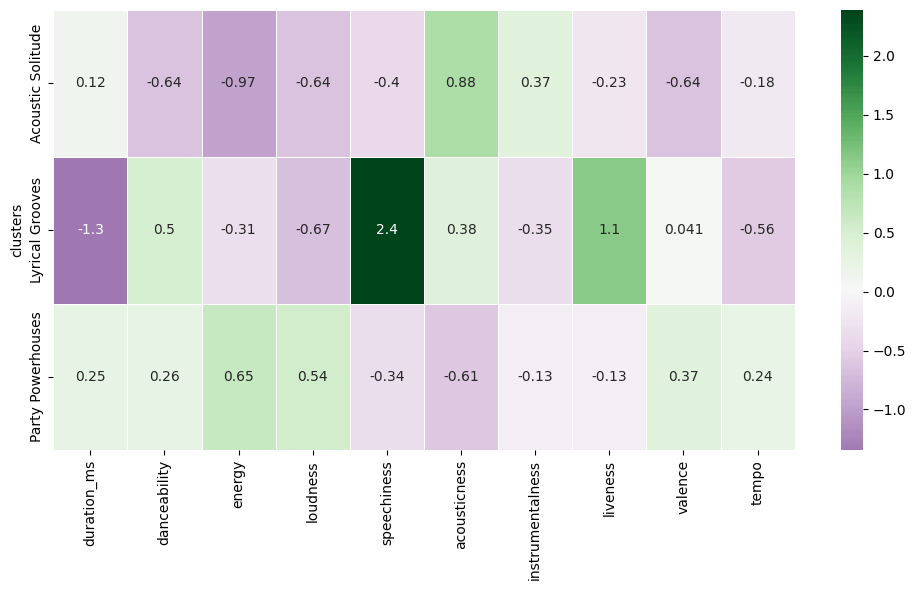 clusters
Acoustic Solitude
0.12 -0.64 -0.97 -0.64 -0.4 0.88 0.37 -0.23 -0.64 -0.18
Lyrical Grooves
-1.3 0.5 -0.31 -0.67 2.4 0.38 -0.35 1.1 0.041 -0.56
Party Powerhouses
0.25 0.26 0.65 0.54 -0.34 -0.61 -0.13 -0.13 0.37 0.24
duration_ms
danceability
energy
loudness
speechiness
acousticness
instrumentalness
liveness
valence
tempo
2.0
1.5
1.0
0.5
0.0
−0.5
−1.0